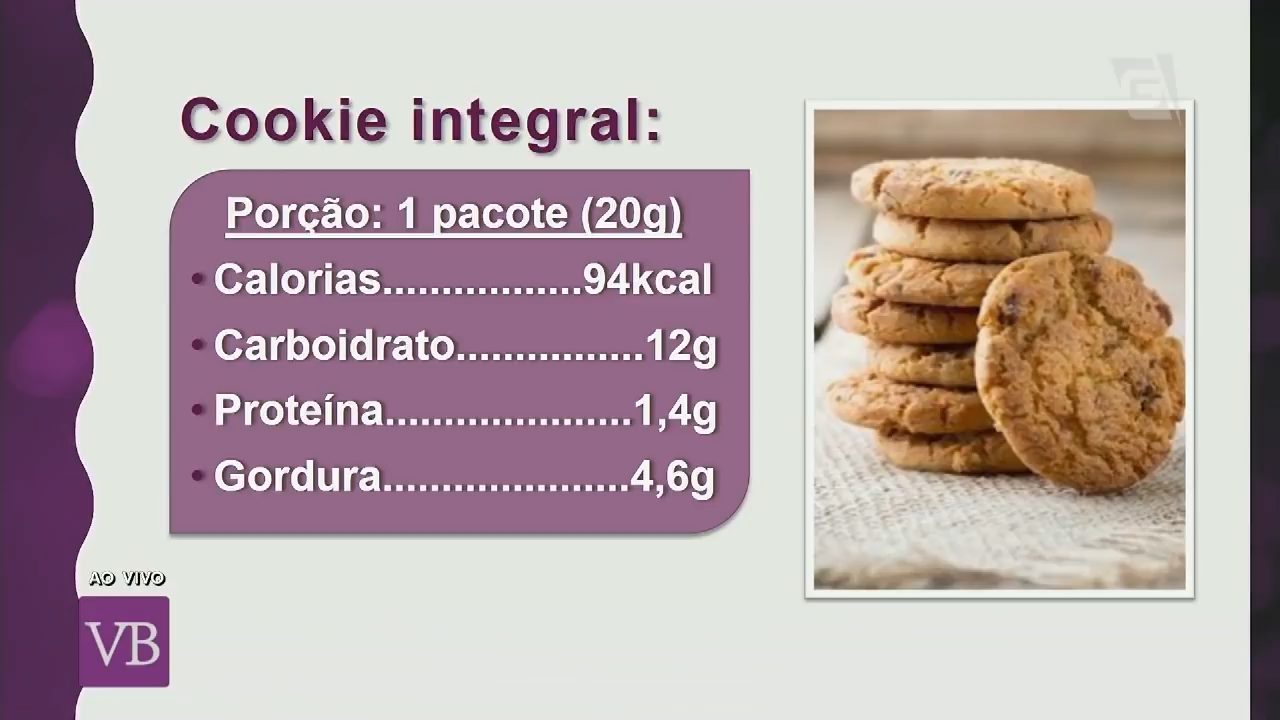 Cookie integral:
Porção: 1 pacote (20g)
• Calorias.................94kcal
• Carboidrato................12g
• Proteína.....................1,4g
• Gordura.....................4,6g
AO VIVO
VB